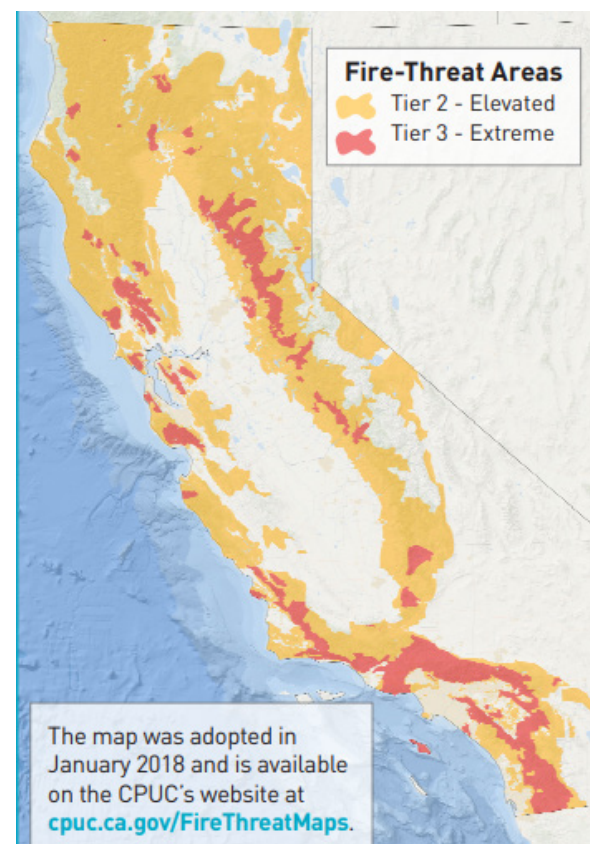 Fire-Threat Areas
Tier 2 - Elevated
Tier 3 - Extreme
The map was adopted in
January 2018 and is available
on the CPUC's website at
cpuc.ca.gov/FireThreatMaps.